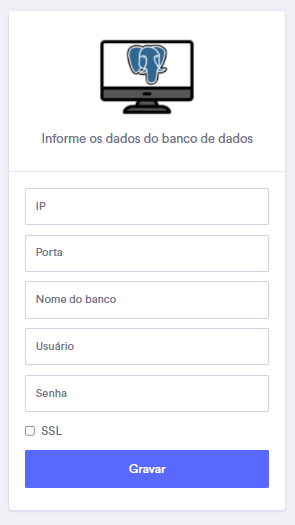 Informe os dados do banco de dados
IP
Porta
Nome do banco
Usuário
Senha
SSL
Gravar